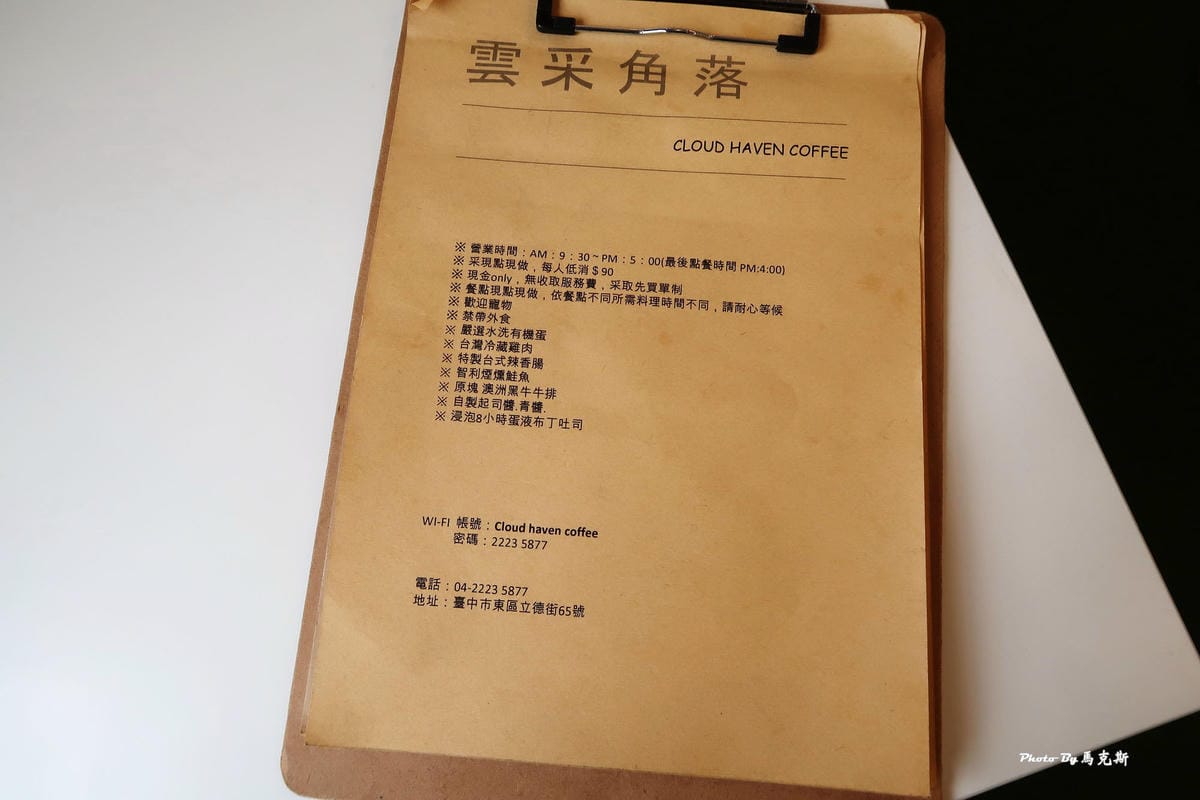 雲采角落
CLOUD HAVEN COFFEE
※ 營業時間：AM：9：30 ~ PM：5：00(最後點餐時間 PM:4:00)
※ 采現點現做，每人低消 $ 90
※ 現金only，無收取服務費，采取先買單制
※ 餐點現點現做，依餐點不同所需料理時間不同，請耐心等候
※ 歡迎寵物
※ 禁帶外食
※ 嚴選水洗有機蛋
※ 台灣冷藏雞肉
※ 特製台式辣香腸
※ 智利煙燻鮭魚
※ 原塊 澳洲黑牛牛排
※ 自製起司醬.青醬.
※ 浸泡8小時蛋液布丁吐司
WI-FI 帳號：Cloud haven coffee
密碼：2223 5877
電話：04-2223 5877
地址：臺中市東區立德街65號
Photo By 馬克斯